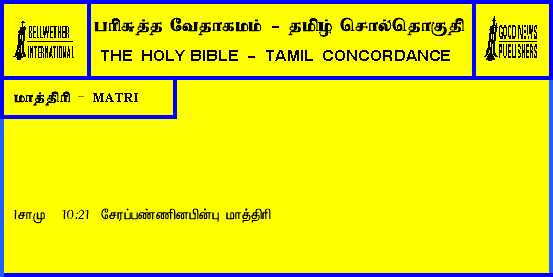 BELLWETHER
INTERNATIONAL
பரிசுத்த வேதாகமம் - தமிழ் சொல்தொகுதி
THE HOLY BIBLE - TAMIL CONCORDANCE
GOOD NEWS
PUBLISHERS
மாத்திரி - MATRI
1சாமு 10:21 சேரப்பண்ணினபின்பு மாத்திரி